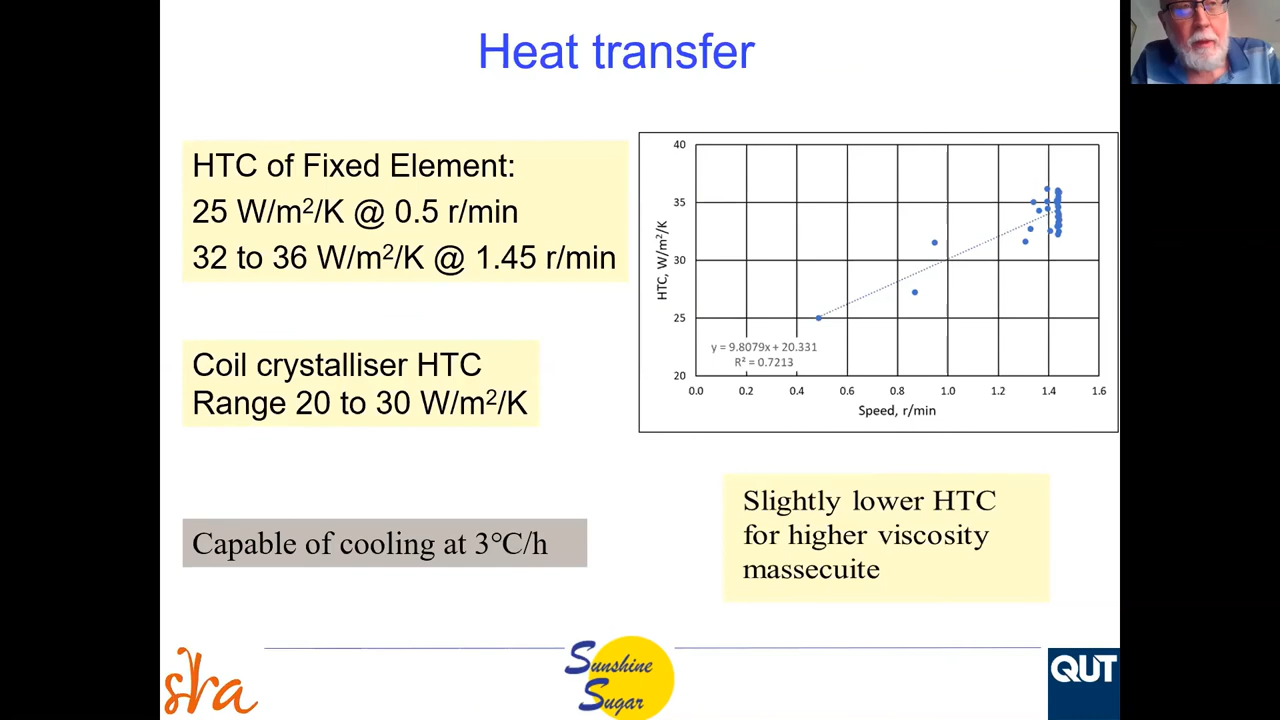 Heat transfer
HTC of Fixed Element:
25 W/m²/K @ 0.5 r/min
32 to 36 W/m²/K @ 1.45 r/min
Coil crystalliser HTC
Range 20 to 30 W/m²/K
Capable of cooling at 3°C/h
40
35
30
25
20
HTC, W/m²/K
y = 9.8079x + 20.331
R² = 0.7213
0.0 0.2 0.4 0.6 0.8 1.0 1.2 1.4 1.6
Speed, r/min
Slightly lower HTC
for higher viscosity
massecuite
sra
Sunshine
Sugar
QUT